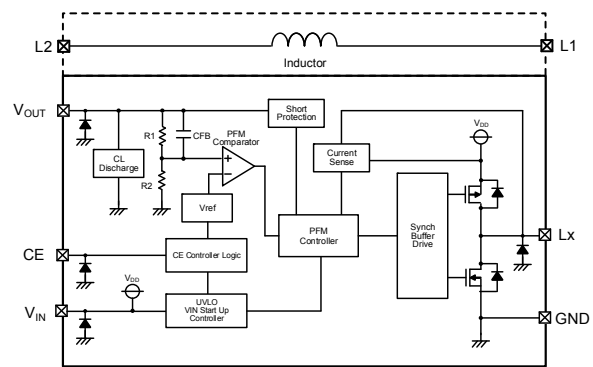 L2
L1
Inductor
VOUT
R1
CFB
PFM
Comparator
Short
Protection
VDD
CL
Discharge
R2
+
−
Current
Sense
Vref
PFM
Controller
Synch
Buffer
Drive
Lx
CE
CE Controller Logic
VDD
VIN
UVLO
VIN Start Up
Controller
GND